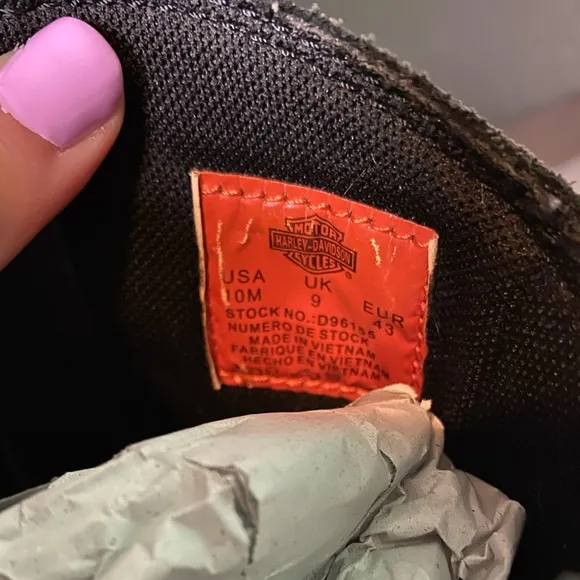 MOTOR
HARLEY-DAVIDSON
CYCLES
®
USA UK EUR
10M 9 43
STOCK NO.:
NUMERO DE STOCK
MADE IN VIETNAM
FABRIQUE EN VIETNAM
HECHO EN VIETNAM